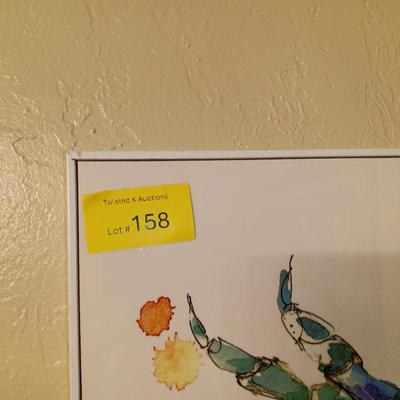 Twisted K Auctions
Lot # 158